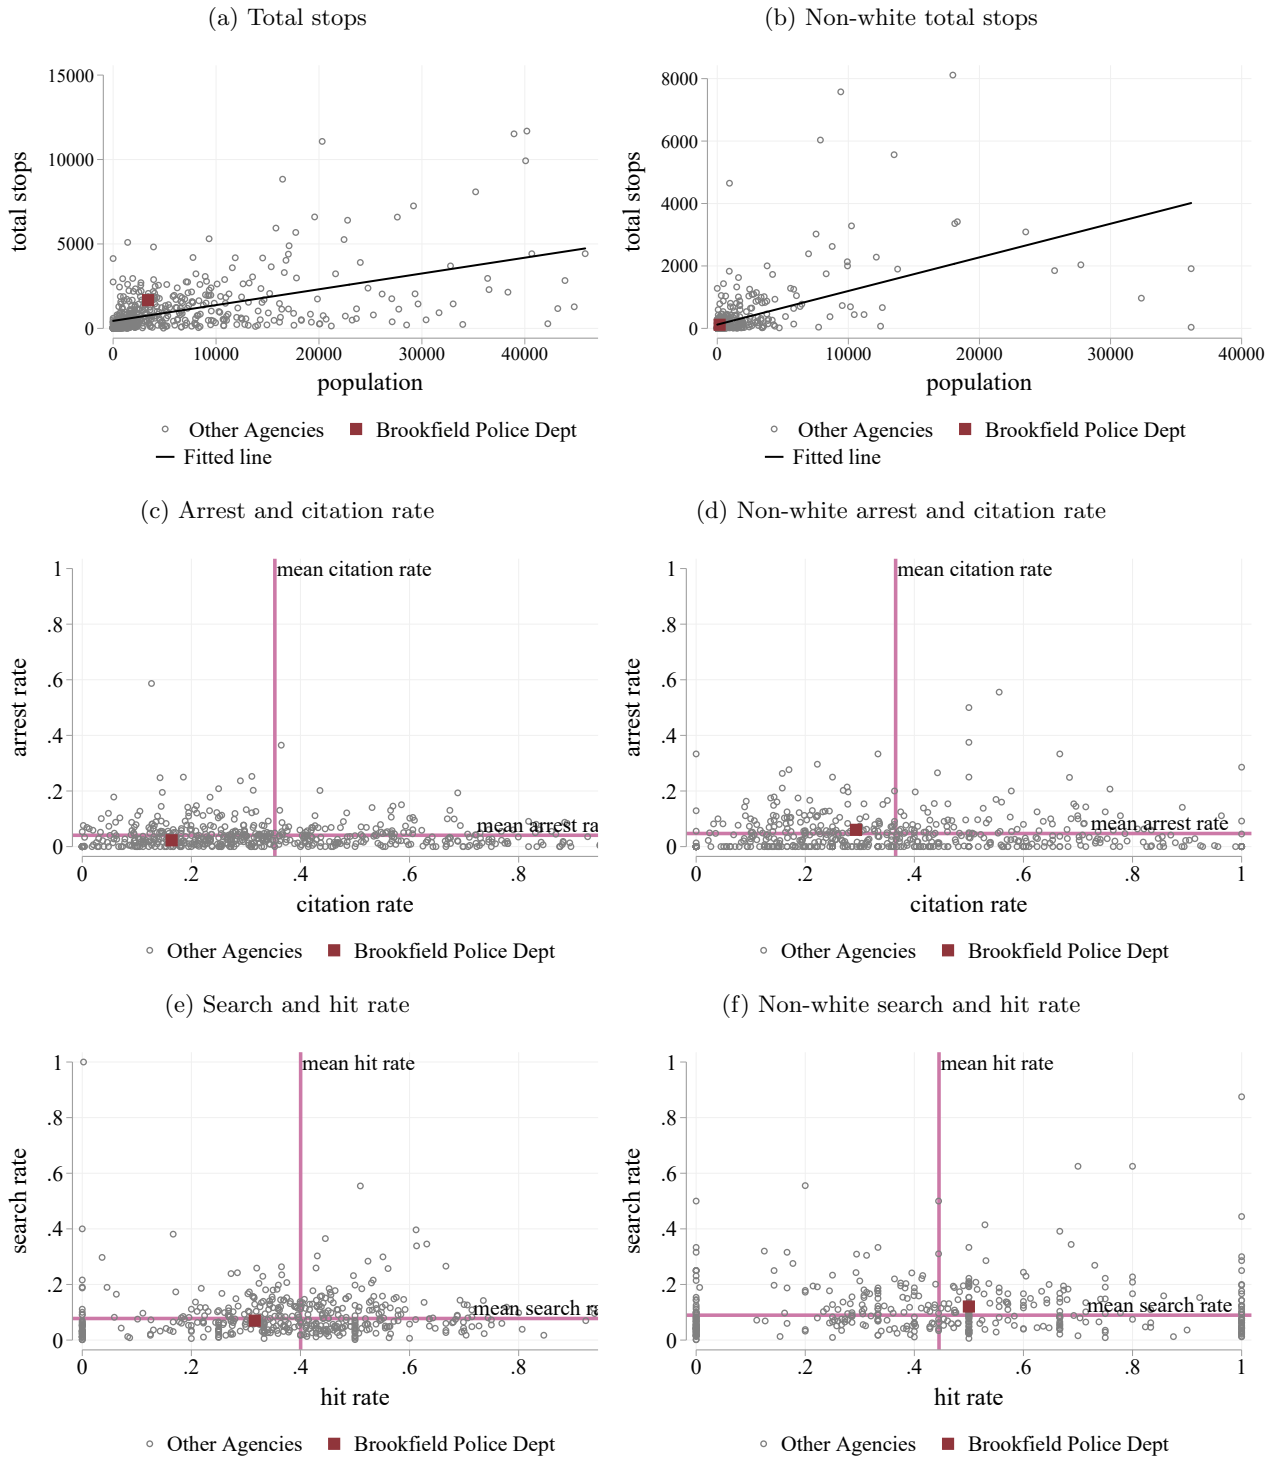 (a) Total stops
(b) Non-white total stops
15000
10000
5000
0
total stops
0 10000 20000 30000 40000
population
Other Agencies Brookfield Police Dept
Fitted line
8000
6000
4000
2000
0
total stops
0 10000 20000 30000 40000
population
Other Agencies Brookfield Police Dept
Fitted line
(c) Arrest and citation rate
(d) Non-white arrest and citation rate
1
.8
.6
.4
.2
0
arrest rate
mean citation rate
mean arrest ra
0 .2 .4 .6 .8
citation rate
Other Agencies Brookfield Police Dept
1
.8
.6
.4
.2
0
arrest rate
mean citation rate
mean arrest rate
0 .2 .4 .6 .8 1
citation rate
Other Agencies Brookfield Police Dept
(e) Search and hit rate
(f) Non-white search and hit rate
1
.8
.6
.4
.2
0
search rate
mean hit rate
mean search ra
0 .2 .4 .6 .8
hit rate
Other Agencies Brookfield Police Dept
1
.8
.6
.4
.2
0
search rate
mean hit rate
mean search rate
0 .2 .4 .6 .8 1
hit rate
Other Agencies Brookfield Police Dept